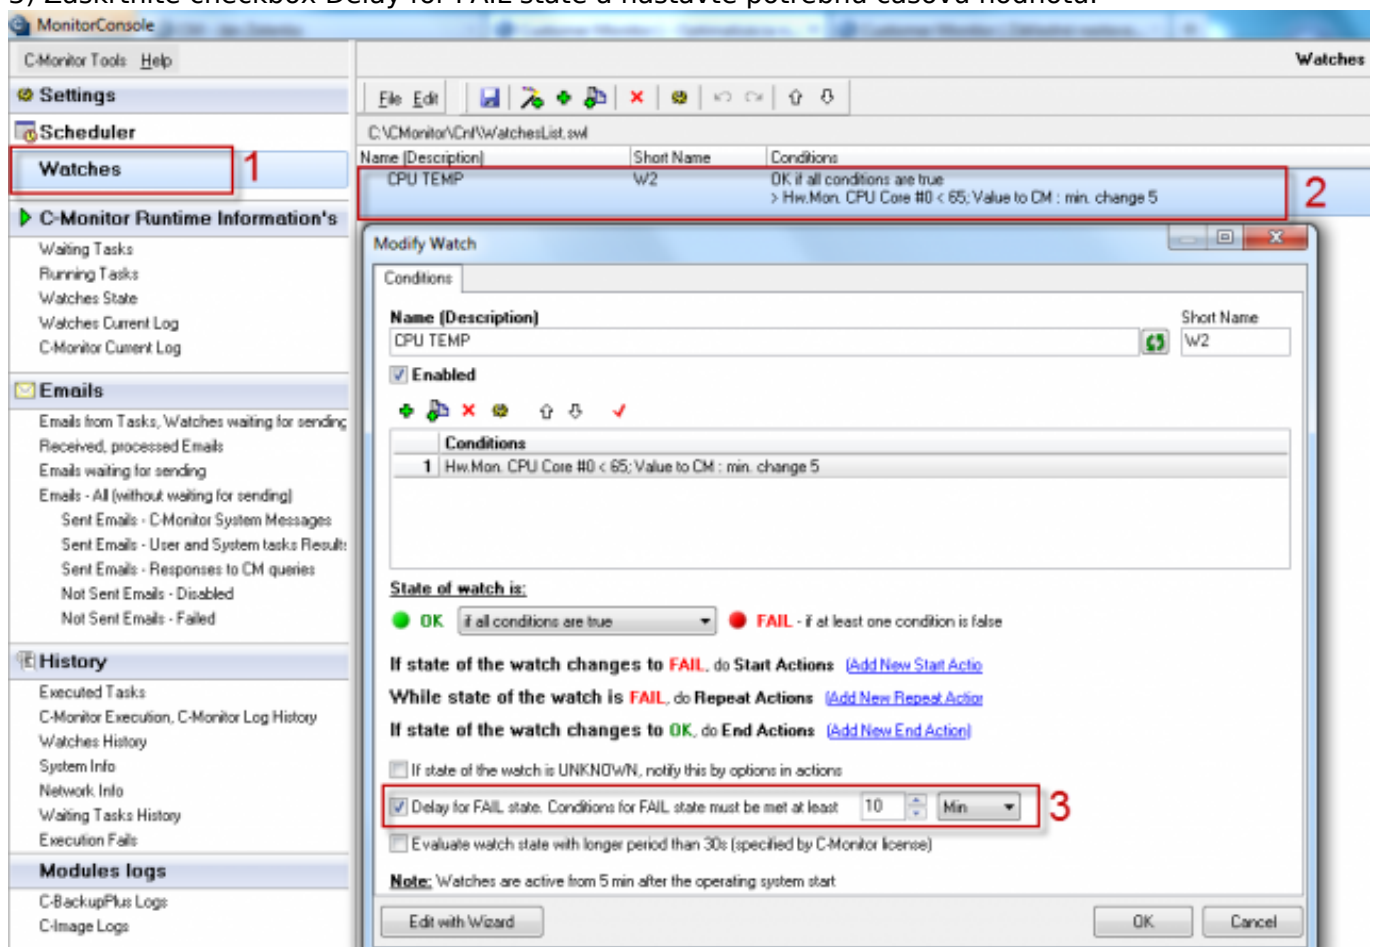 3) Zaškrtnite checkbox Delay for FAIL state a nastavte potrebnú časovú hodnotu.
MonitorConsole
C-Monitor Tools Help
Watches
Settings
File Edit
Scheduler
C:\CMonitor\Cnf\WatchesList.swl
Watches
1
Name (Description) Short Name Conditions
CPU TEMP W2 OK if all conditions are true
> Hw.Mon. CPU Core #0 < 65; Value to CM : min. change 5
2
C-Monitor Runtime Information's
Waiting Tasks
Running Tasks
Watches State
Watches Current Log
C-Monitor Current Log
Emails
Emails from Tasks, Watches waiting for sending
Received, processed Emails
Emails waiting for sending
Emails - All (without waiting for sending)
Sent Emails - C-Monitor System Messages
Sent Emails - User and System tasks Results
Sent Emails - Responses to CM queries
Not Sent Emails - Disabled
Not Sent Emails - Failed
History
Executed Tasks
C-Monitor Execution, C-Monitor Log History
Watches History
System Info
Network Info
Waiting Tasks History
Execution Fails
Modules logs
C-BackupPlus Logs
C-Image Logs
Modify Watch
Conditions
Name (Description) Short Name
CPU TEMP W2
Enabled
Conditions
1 Hw.Mon. CPU Core #0 < 65; Value to CM : min. change 5
State of watch is:
OK if all conditions are true FAIL - if at least one condition is false
If state of the watch changes to FAIL, do Start Actions (Add New Start Actio
While state of the watch is FAIL, do Repeat Actions (Add New Repeat Action
If state of the watch changes to OK, do End Actions (Add New End Action)
If state of the watch is UNKNOWN, notify this by options in actions
Delay for FAIL state. Conditions for FAIL state must be met at least 10 Min
3
Evaluate watch state with longer period than 30s (specified by C-Monitor license)
Note: Watches are active from 5 min after the operating system start
Edit with Wizard OK Cancel